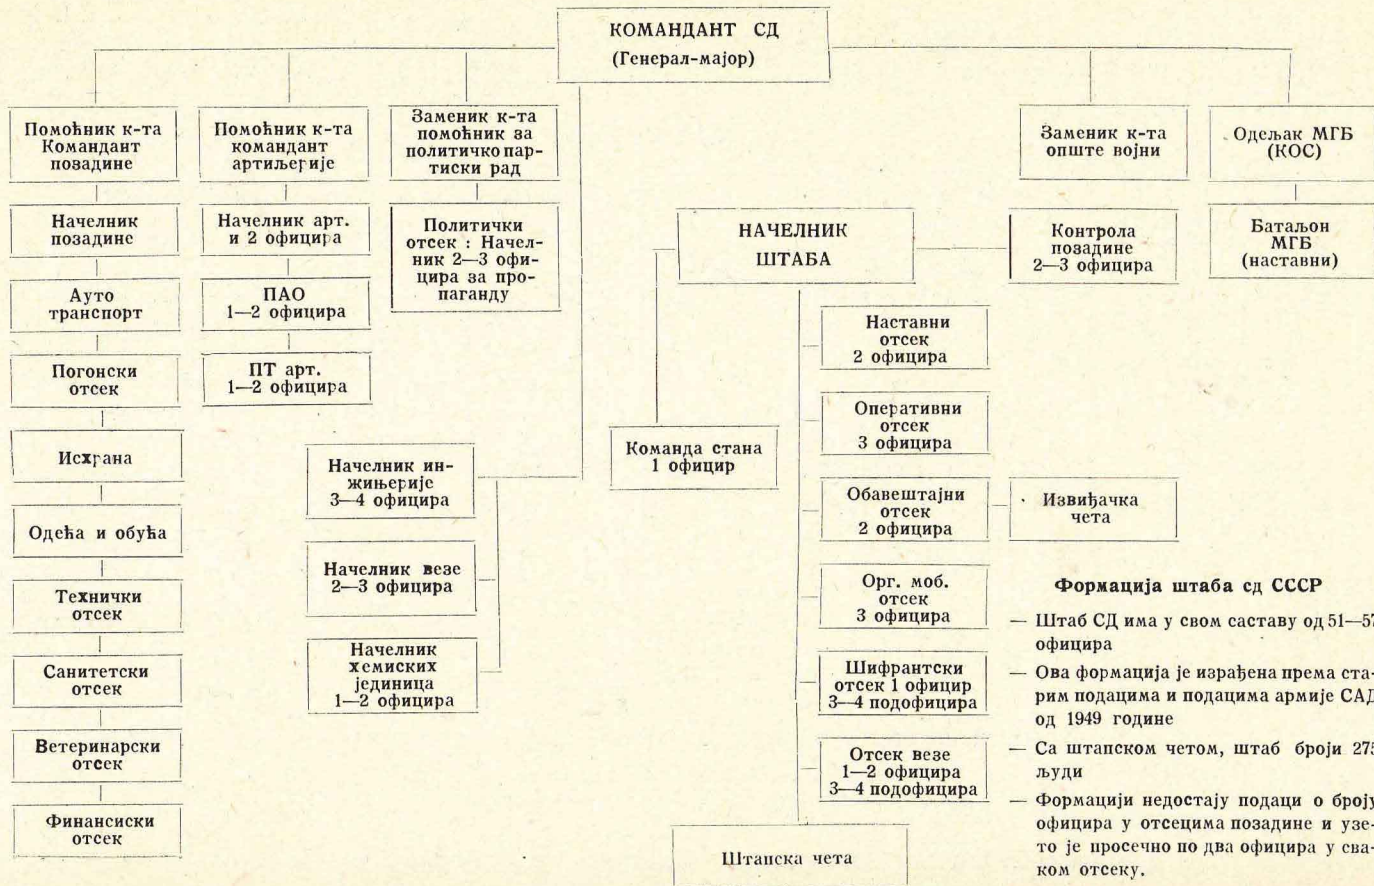 КОМАНДАНТ СД
(Генерал-мајор)
Помоћник к-та
Командант
позадине
Помоћник к-та
командант
артиљерије
Заменик к-та
помоћник за
политичко пар-
тиски рад
Заменик к-та
опште војни
Одељак МГБ
(КОС)
Начелник
позадине
Начелник арт.
и 2 официра
Политички
отсек : Начел-
ник 2—3 офи-
цира за про-
паганду
НАЧЕЛНИК
ШТАБА
Контрола
позадине
2—3 официра
Батаљон
МГБ
(наставни)
Ауто
транспорт
ПАО
1—2 официра
Погонски
отсек
ПТ арт.
1—2 официра
Исхрана
Одећа и обућа
Технички
отсек
Санитетски
отсек
Ветеринарски
отсек
Финансиски
отсек
Начелник ин-
жињерије
3—4 официра
Начелник везе
2—3 официра
Начелник
хемиских
јединица
1—2 официра
Команда стана
1 официр
Наставни
отсек
2 официра
Оперативни
отсек
3 официра
Обавештајни
отсек
2 официра
Извиђачка
чета
Орг. моб.
отсек
3 официра
Шифрантски
отсек 1 официр
3—4 подофицира
Отсек везе
1—2 официра
3—4 подофицира
Штапска чета
Формација штаба сд СССР
— Штаб СД има у свом саставу од 51—57
официра
— Ова формација је израђена према ста-
рим подацима и подацима армије САД
од 1949 године
— Са штапском четом, штаб броји 275
људи
— Формацији недостају подаци о броју
официра у отсецима позадине и узе-
то је просечно по два официра у сва-
ком отсеку.